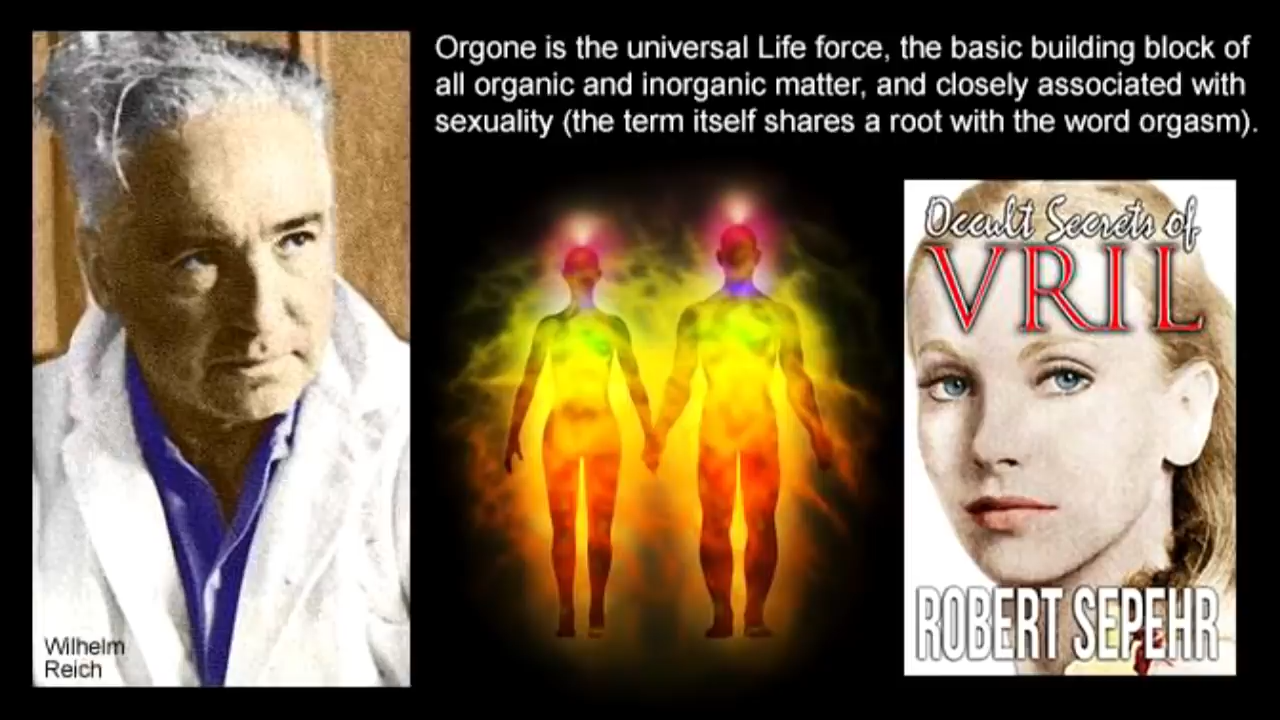 Orgone is the universal Life force, the basic building block of
all organic and inorganic matter, and closely associated with
sexuality (the term itself shares a root with the word orgasm).
Occult Secrets of
VRIL
ROBERT SEPEHR
Wilhelm
Reich